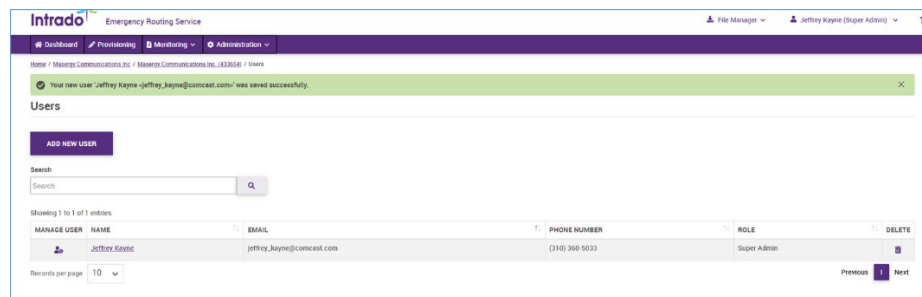 Intrado Emergency Routing Service File Manager Jeffrey Kayne (Super Admin)
Dashboard Provisioning Monitoring Administration
Home / Masergy Communications Inc / Masergy Communications Inc. (433654) / Users
Your new user 'Jeffrey Kayne <jeffrey_kayne@comcast.com>' was saved successfully.
Users
ADD NEW USER
Search
Search
Showing 1 to 1 of 1 entries
MANAGE USER NAME EMAIL PHONE NUMBER ROLE DELETE
Jeffrey Kayne jeffrey_kayne@comcast.com (310) 360-5033 Super Admin
Records per page 10 Previous 1 Next